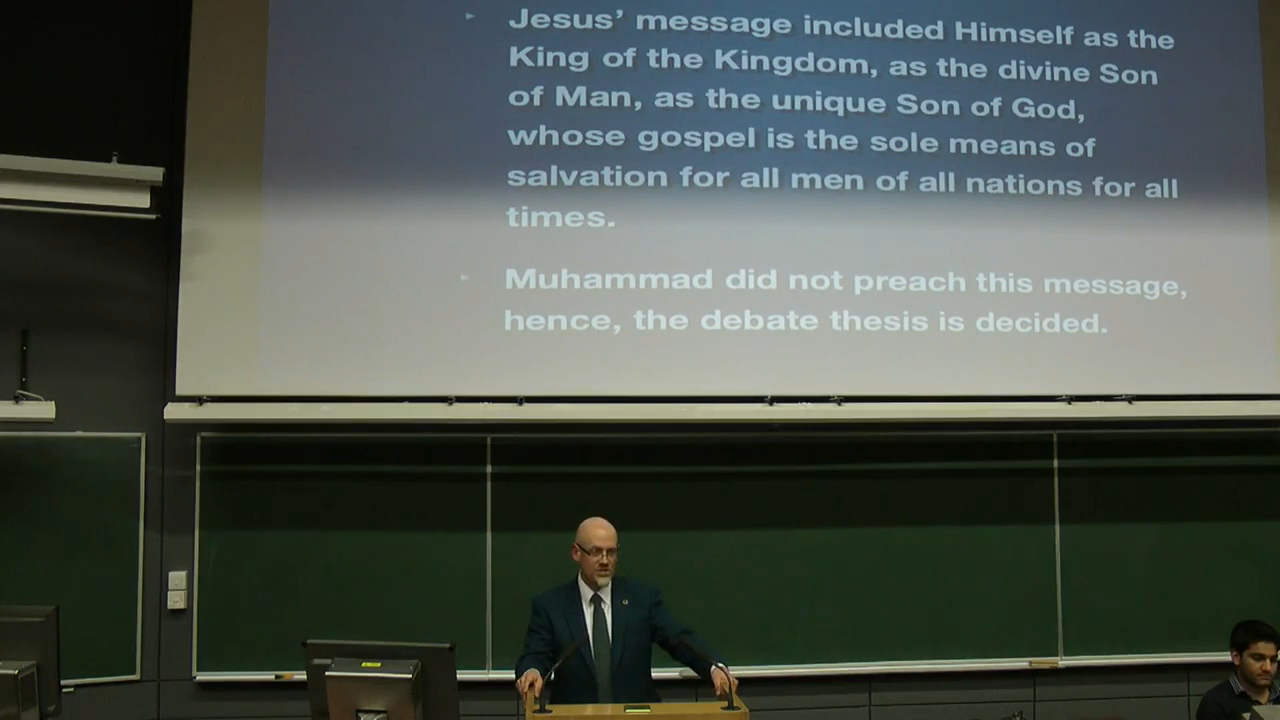 Jesus’ message included Himself as the
King of the Kingdom, as the divine Son
of Man, as the unique Son of God,
whose gospel is the sole means of
salvation for all men of all nations for all
times.
Muhammad did not preach this message,
hence, the debate thesis is decided.